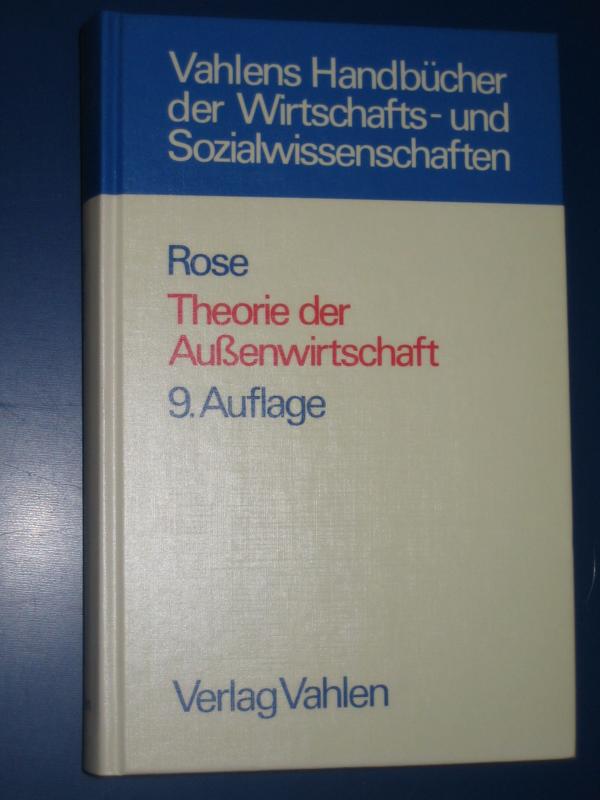 Vahlens Handbücher
der Wirtschafts- und
Sozialwissenschaften
Rose
Theorie der
Außenwirtschaft
9. Auflage
Verlag Vahlen